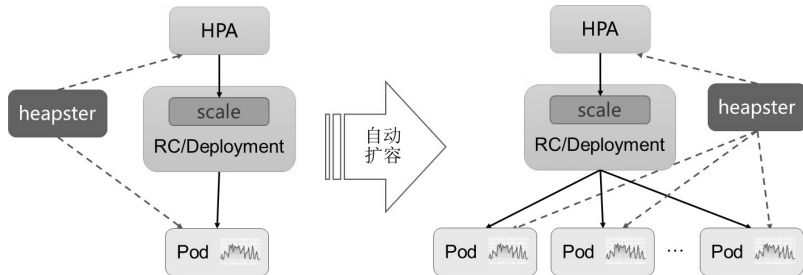 HPA
heapster
scale
RC/Deployment
Pod
自动
扩容
HPA
scale
RC/Deployment
heapster
Pod
Pod
...
Pod